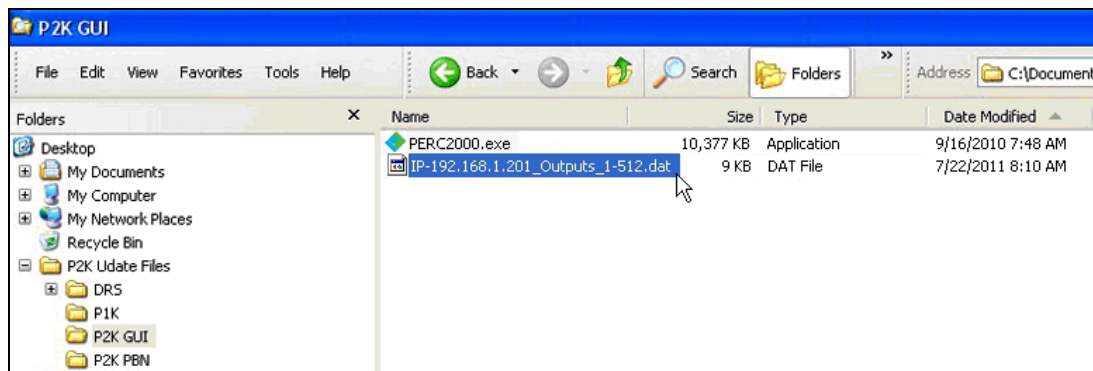 P2K GUI
File Edit View Favorites Tools Help Back Search Folders » Address C:\Document
Folders X Name Size Type Date Modified
Desktop PERC2000.exe 10,377 KB Application 9/16/2010 7:48 AM
My Documents IP-192.168.1.201_Outputs_1-512.dat 9 KB DAT File 7/22/2011 8:10 AM
My Computer
My Network Places
Recycle Bin
P2K Udate Files
DRS
P1K
P2K GUI
P2K PBN